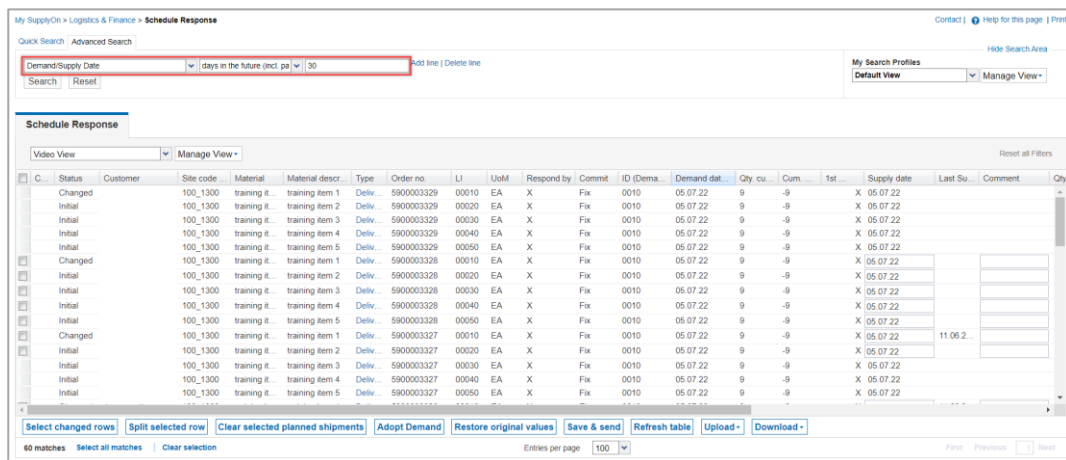 My SupplyOn > Logistics & Finance > Schedule Response Contact | Help for this page | Print
Quick Search Advanced Search
Hide Search Area
Demand/Supply Date days in the future (incl. pa 30 Add line | Delete line
My Search Profiles
Search Reset Default View Manage View
Schedule Response
Video View Manage View Reset all Filters
C... Status Customer Site code ... Material Material descr... Type Order no. LI UoM Respond by Commit ID (Dema... Demand dat... Qty. cu... Cum. ... 1st ... Supply date Last Su... Comment Qty
Changed 100_1300 training it... training item 1 Deliv... 5900003329 00010 EA X Fix 0010 05.07.22 9 -9 X 05.07.22
Initial 100_1300 training it... training item 2 Deliv... 5900003329 00020 EA X Fix 0010 05.07.22 9 -9 X 05.07.22
Initial 100_1300 training it... training item 3 Deliv... 5900003329 00030 EA X Fix 0010 05.07.22 9 -9 X 05.07.22
Initial 100_1300 training it... training item 4 Deliv... 5900003329 00040 EA X Fix 0010 05.07.22 9 -9 X 05.07.22
Initial 100_1300 training it... training item 5 Deliv... 5900003329 00050 EA X Fix 0010 05.07.22 9 -9 X 05.07.22
Changed 100_1300 training it... training item 1 Deliv... 5900003328 00010 EA X Fix 0010 05.07.22 9 -9 X 05.07.22
Initial 100_1300 training it... training item 2 Deliv... 5900003328 00020 EA X Fix 0010 05.07.22 9 -9 X 05.07.22
Initial 100_1300 training it... training item 3 Deliv... 5900003328 00030 EA X Fix 0010 05.07.22 9 -9 X 05.07.22
Initial 100_1300 training it... training item 4 Deliv... 5900003328 00040 EA X Fix 0010 05.07.22 9 -9 X 05.07.22
Initial 100_1300 training it... training item 5 Deliv... 5900003328 00050 EA X Fix 0010 05.07.22 9 -9 X 05.07.22
Changed 100_1300 training it... training item 1 Deliv... 5900003327 00010 EA X Fix 0010 05.07.22 9 -9 X 05.07.22 11.06.2...
Initial 100_1300 training it... training item 2 Deliv... 5900003327 00020 EA X Fix 0010 05.07.22 9 -9 X 05.07.22
Initial 100_1300 training it... training item 3 Deliv... 5900003327 00030 EA X Fix 0010 05.07.22 9 -9 X 05.07.22
Initial 100_1300 training it... training item 4 Deliv... 5900003327 00040 EA X Fix 0010 05.07.22 9 -9 X 05.07.22
Initial 100_1300 training it... training item 5 Deliv... 5900003327 00050 EA X Fix 0010 05.07.22 9 -9 X 05.07.22
Select changed rows Split selected row Clear selected planned shipments Adopt Demand Restore original values Save & send Refresh table Upload Download
60 matches Select all matches | Clear selection Entries per page 100 First Previous 1 Next